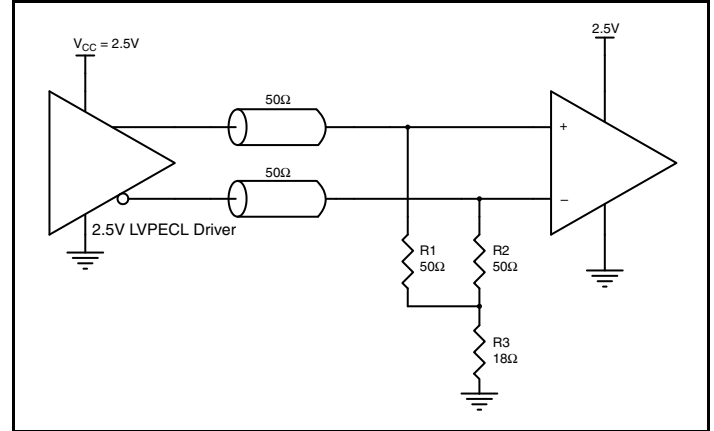 V_CC = 2.5V
2.5V
50Ω
50Ω
+
–
2.5V LVPECL Driver
R1
50Ω
R2
50Ω
R3
18Ω